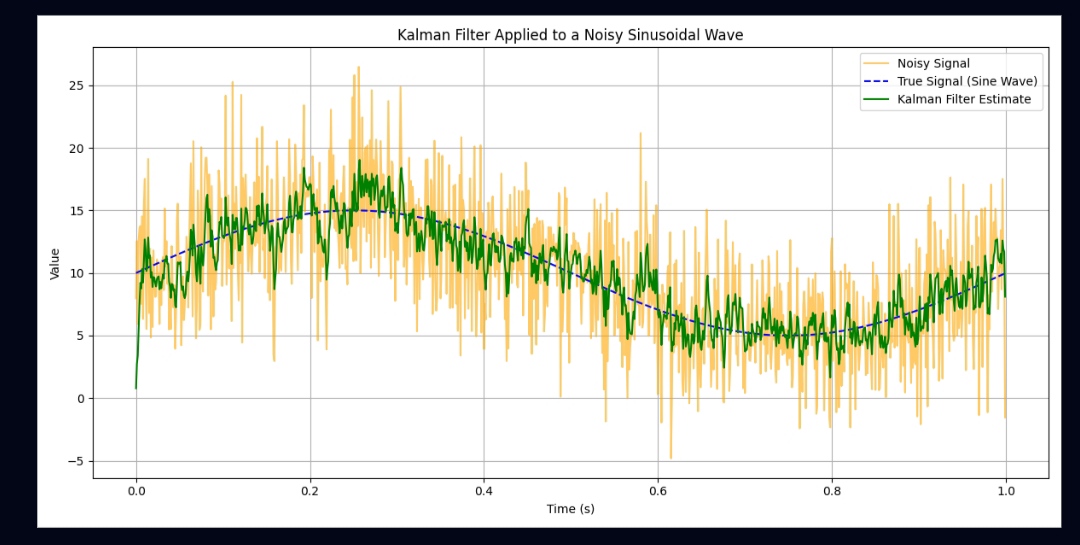 Kalman Filter Applied to a Noisy Sinusoidal Wave
Noisy Signal
True Signal (Sine Wave)
Kalman Filter Estimate
25
20
15
10
5
0
−5
Value
0.0 0.2 0.4 0.6 0.8 1.0
Time (s)